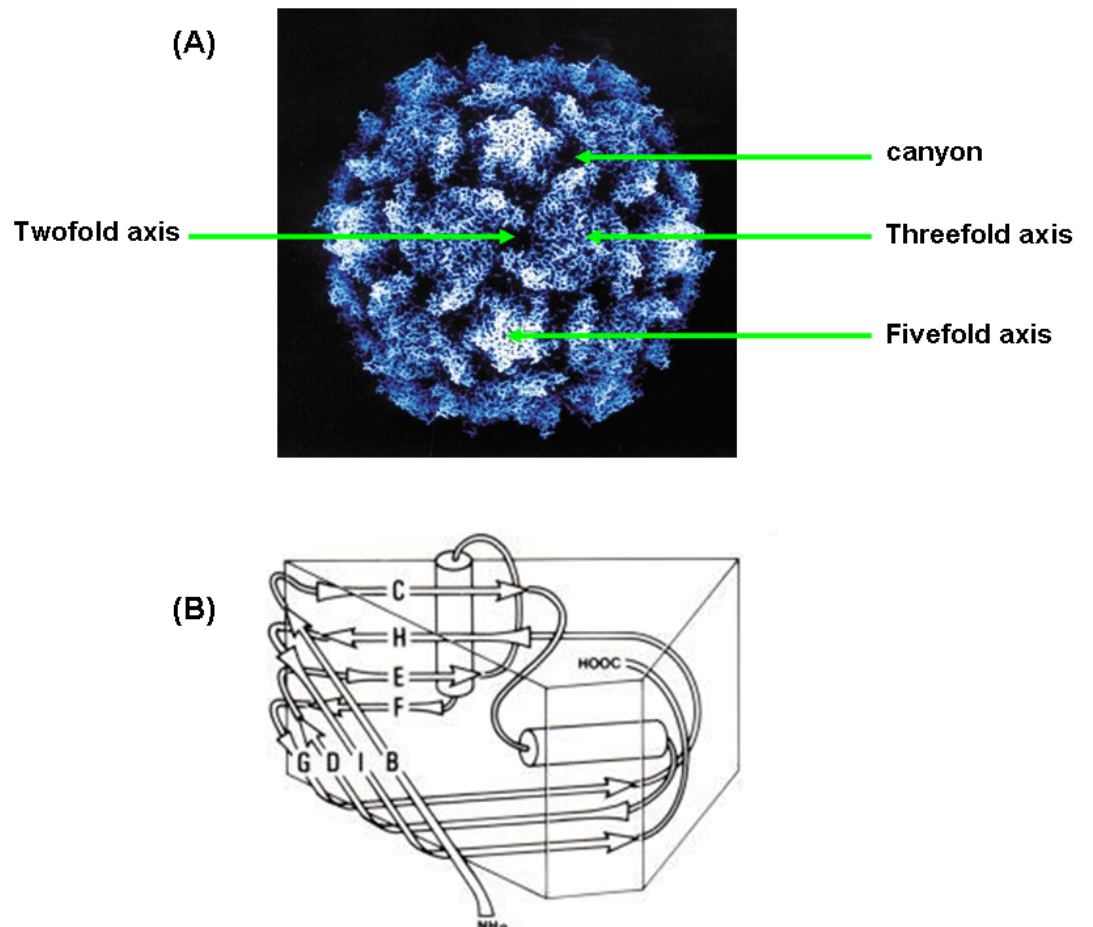 (A)
canyon
Twofold axis
Threefold axis
Fivefold axis
(B)
C
H
HOOC
E
F
G D I B